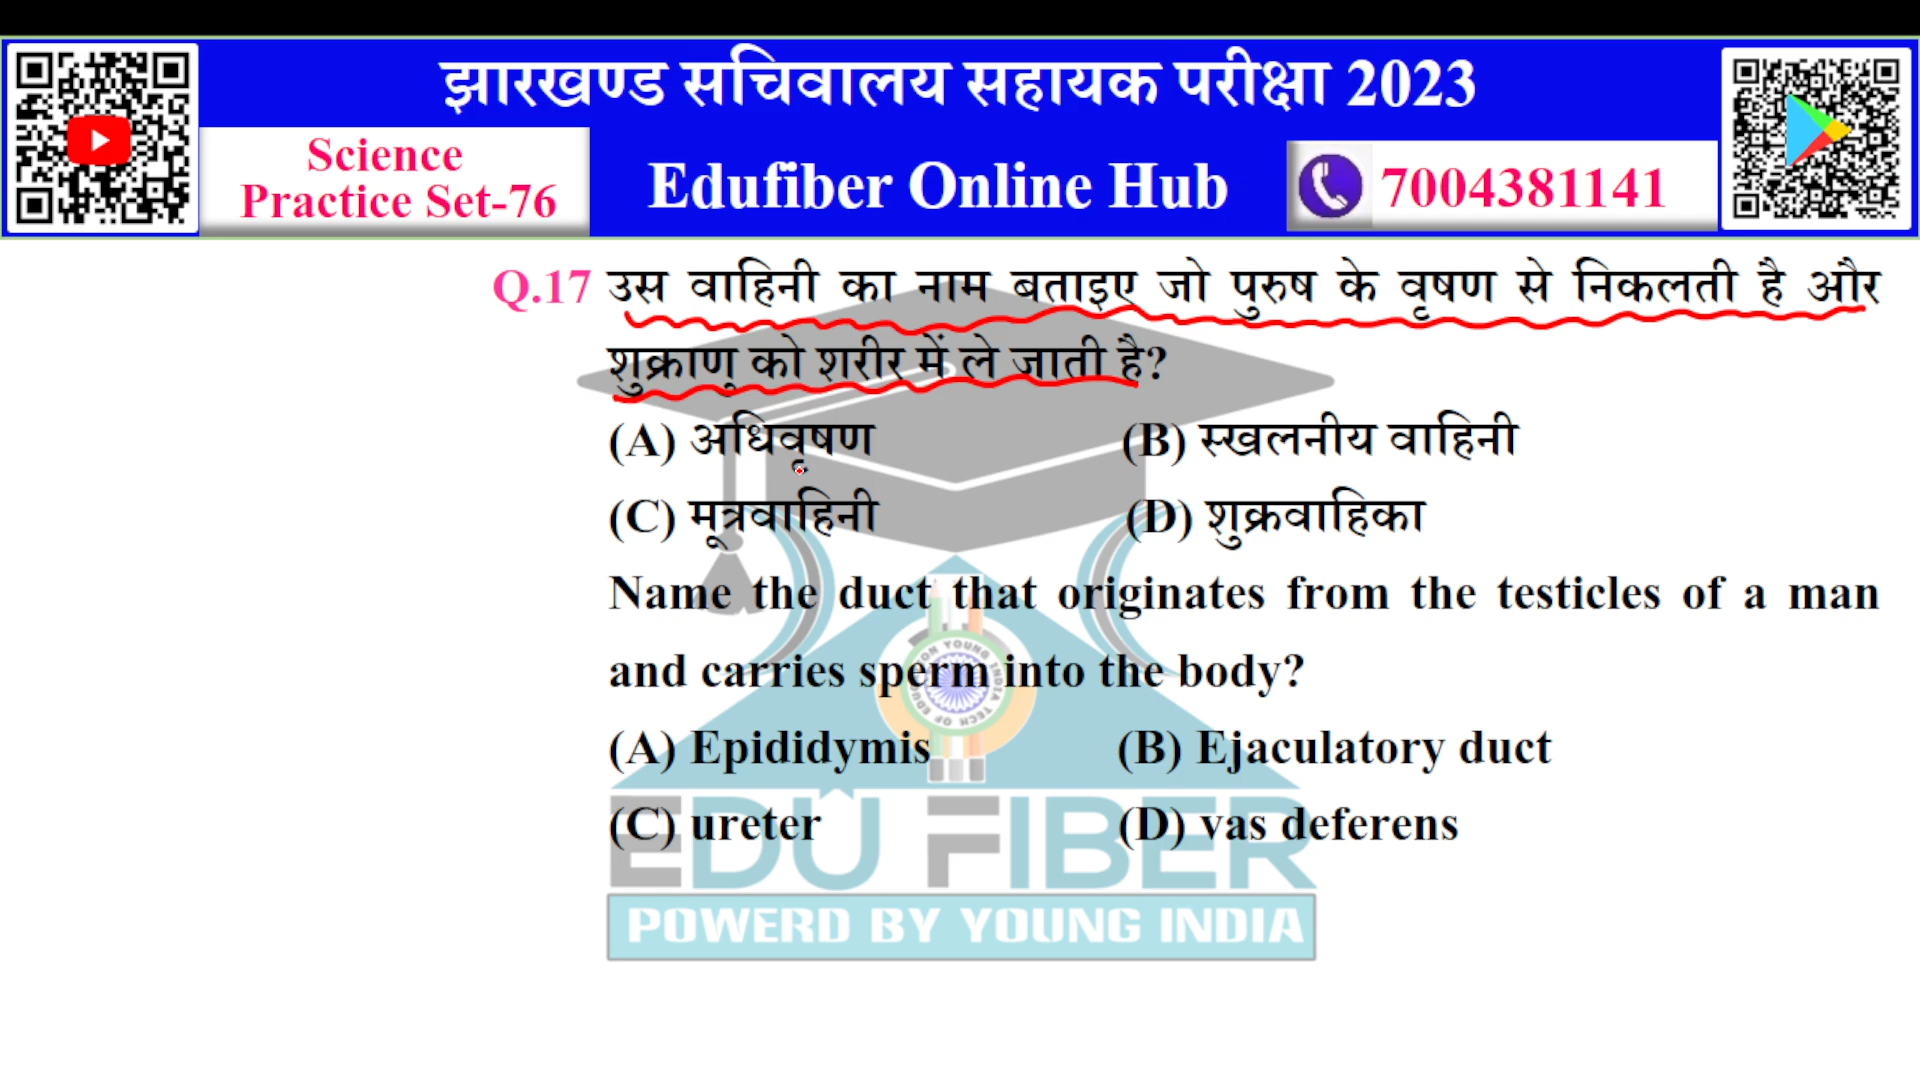 झारखण्ड सचिवालय सहायक परीक्षा 2023
Science
Practice Set-76
Edufiber Online Hub
7004381141
Q.17 उस वाहिनी का नाम बताइए जो पुरुष के वृषण से निकलती है और
शुक्राणु को शरीर में ले जाती है?
(A) अधिवृषण (B) स्खलनीय वाहिनी
(C) मूत्रवाहिनी (D) शुक्रवाहिका
Name the duct that originates from the testicles of a man
and carries sperm into the body?
(A) Epididymis (B) Ejaculatory duct
(C) ureter (D) vas deferens
EDU FIBER
POWERD BY YOUNG INDIA